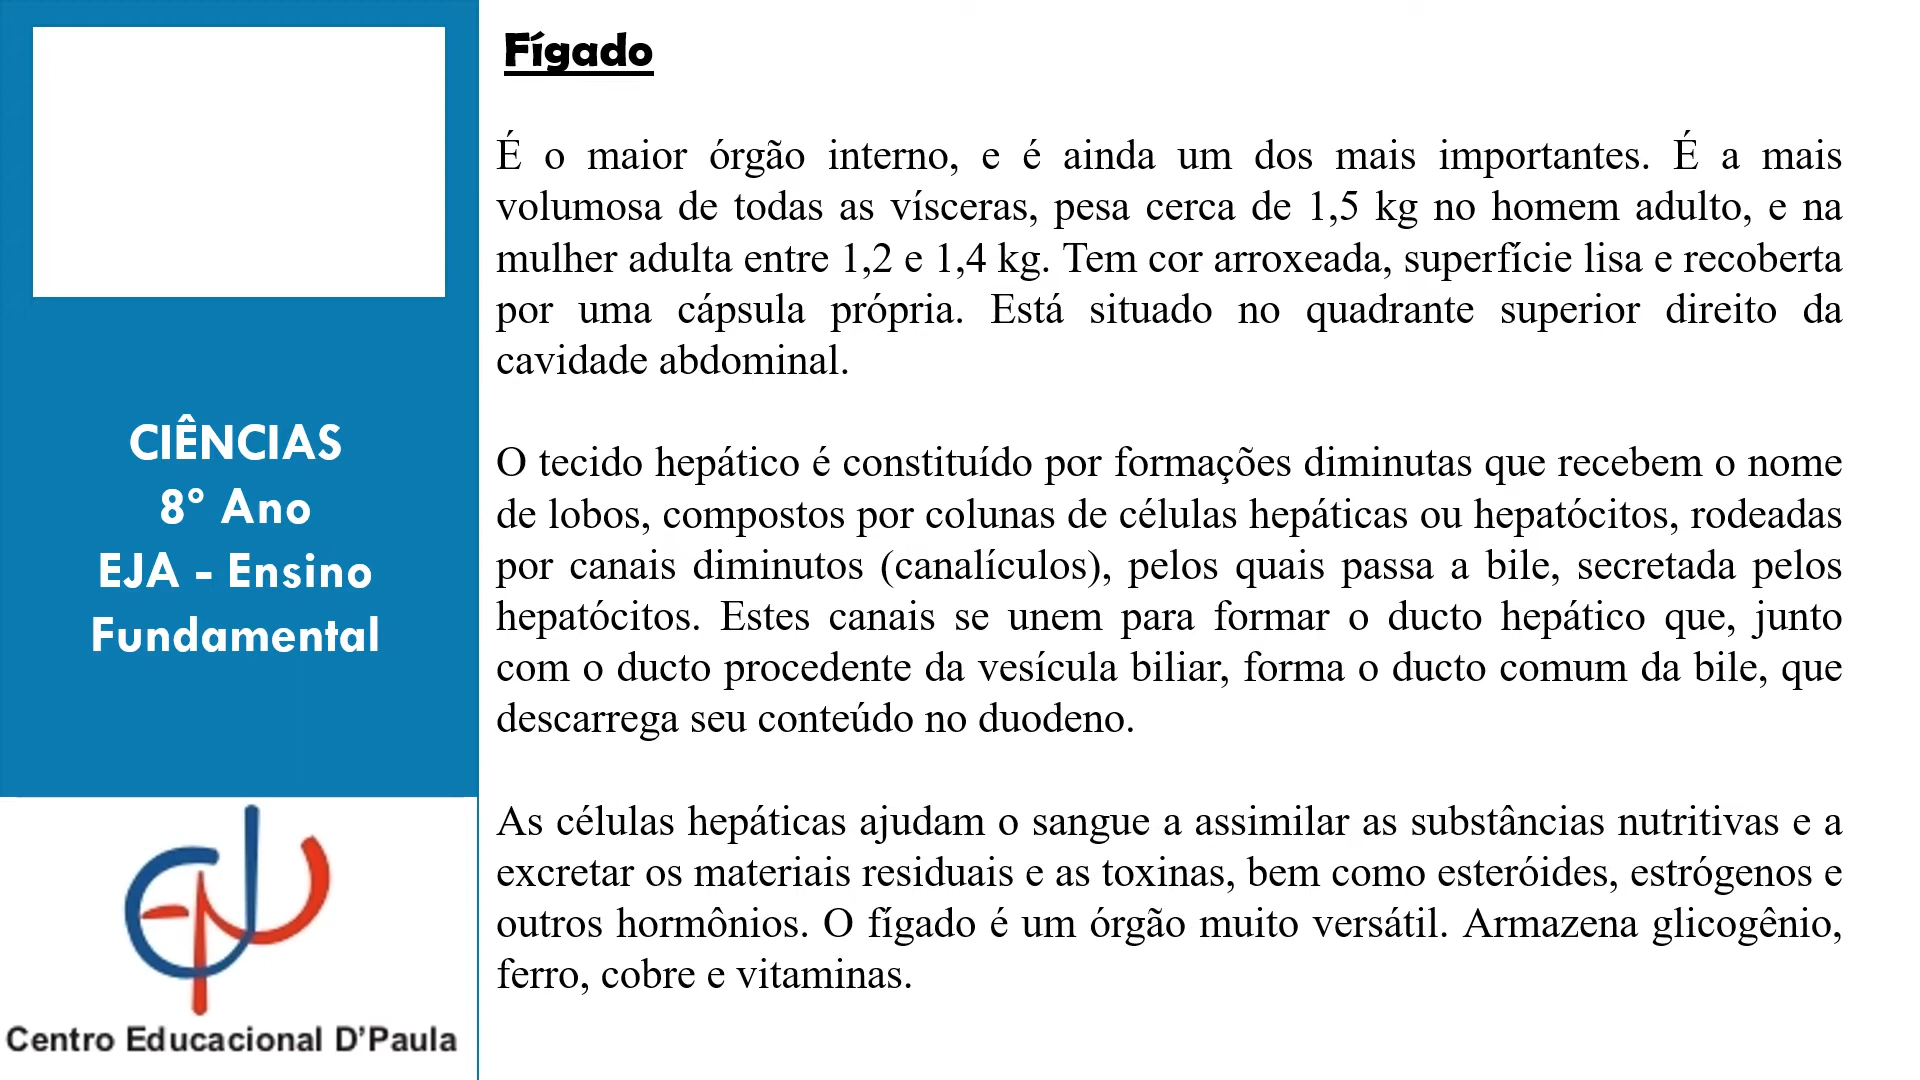 CIÊNCIAS
8° Ano
EJA - Ensino
Fundamental
Centro Educacional D'Paula
Fígado
É o maior órgão interno, e é ainda um dos mais importantes. É a mais
volumosa de todas as vísceras, pesa cerca de 1,5 kg no homem adulto, e na
mulher adulta entre 1,2 e 1,4 kg. Tem cor arroxeada, superfície lisa e recoberta
por uma cápsula própria. Está situado no quadrante superior direito da
cavidade abdominal.
O tecido hepático é constituído por formações diminutas que recebem o nome
de lobos, compostos por colunas de células hepáticas ou hepatócitos, rodeadas
por canais diminutos (canalículos), pelos quais passa a bile, secretada pelos
hepatócitos. Estes canais se unem para formar o ducto hepático que, junto
com o ducto procedente da vesícula biliar, forma o ducto comum da bile, que
descarrega seu conteúdo no duodeno.
As células hepáticas ajudam o sangue a assimilar as substâncias nutritivas e a
excretar os materiais residuais e as toxinas, bem como esteróides, estrógenos e
outros hormônios. O fígado é um órgão muito versátil. Armazena glicogênio,
ferro, cobre e vitaminas.